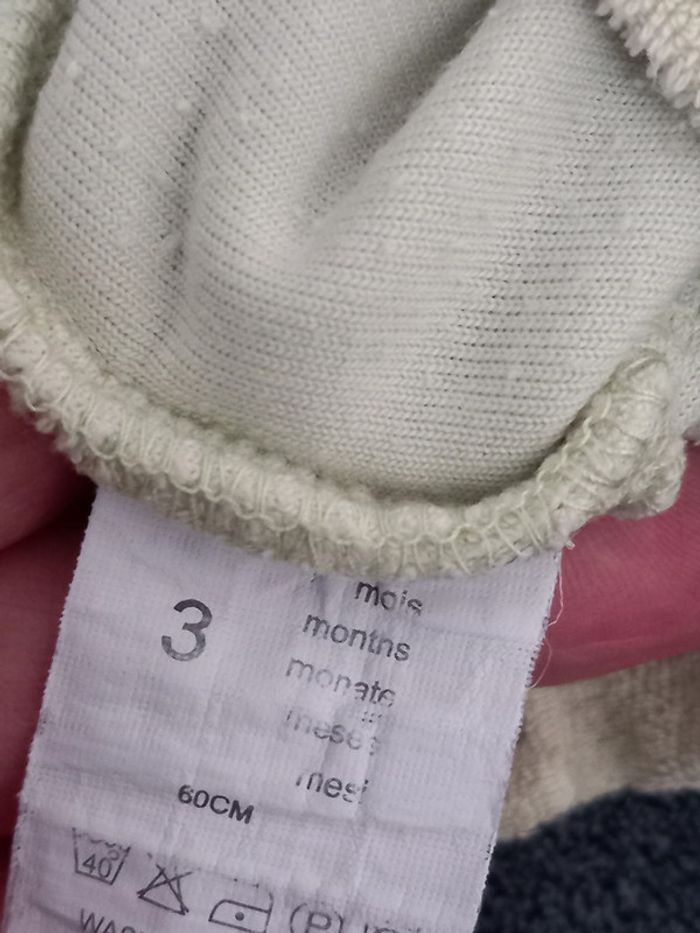 3
mois
months
monate
meses
mesi
60CM
40
(P)